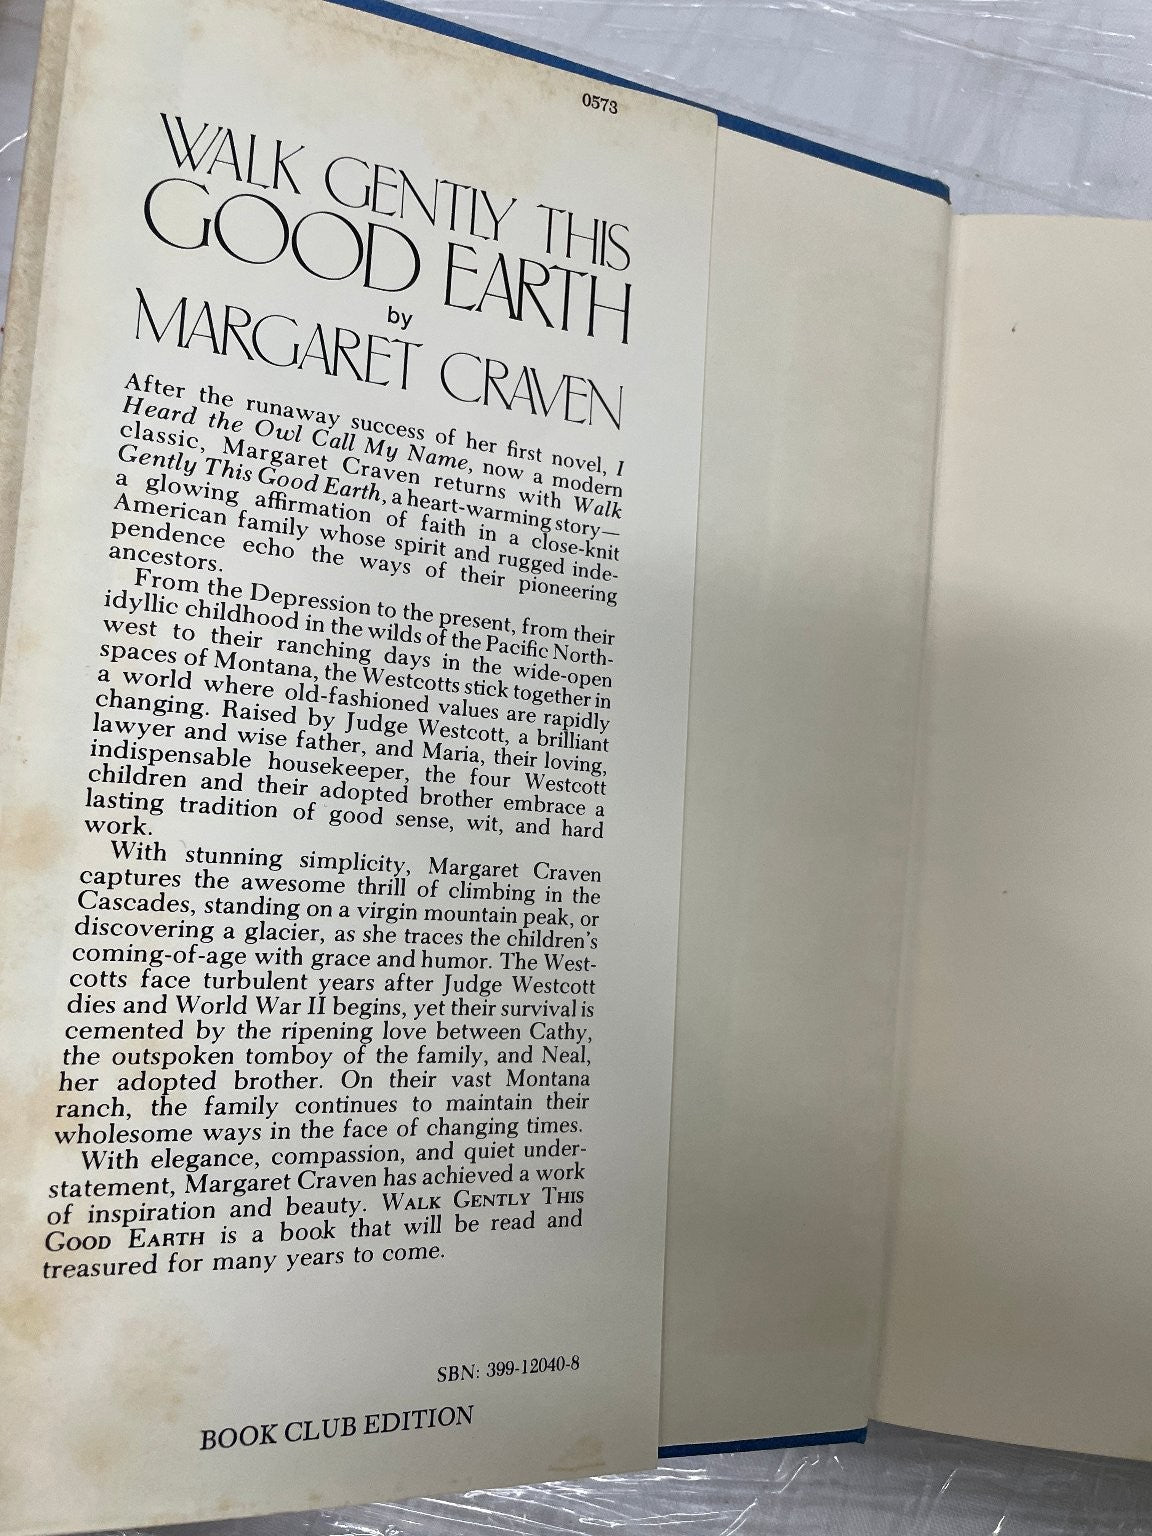 0573
WALK GENTLY THIS
GOOD EARTH
by
MARGARET CRAVEN
After the runaway success of her first novel, I
Heard the Owl Call My Name, now a modern
classic, Margaret Craven returns with Walk
Gently This Good Earth, a heart-warming story—
a glowing affirmation of faith in a close-knit
American family whose spirit and rugged inde-
pendence echo the ways of their pioneering
ancestors.
From the Depression to the present, from their
idyllic childhood in the wilds of the Pacific North-
west to their ranching days in the wide-open
spaces of Montana, the Westcotts stick together in
a world where old-fashioned values are rapidly
changing. Raised by Judge Westcott, a brilliant
lawyer and wise father, and Maria, their loving,
indispensable housekeeper, the four Westcott
children and their adopted brother embrace a
lasting tradition of good sense, wit, and hard
work.
With stunning simplicity, Margaret Craven
captures the awesome thrill of climbing in the
Cascades, standing on a virgin mountain peak, or
discovering a glacier, as she traces the children's
coming-of-age with grace and humor. The West-
cotts face turbulent years after Judge Westcott
dies and World War II begins, yet their survival is
cemented by the ripening love between Cathy,
the outspoken tomboy of the family, and Neal,
her adopted brother. On their vast Montana
ranch, the family continues to maintain their
wholesome ways in the face of changing times.
With elegance, compassion, and quiet under-
statement, Margaret Craven has achieved a work
of inspiration and beauty. WALK GENTLY THIS
GOOD EARTH is a book that will be read and
treasured for many years to come.
SBN: 399-12040-8
BOOK CLUB EDITION